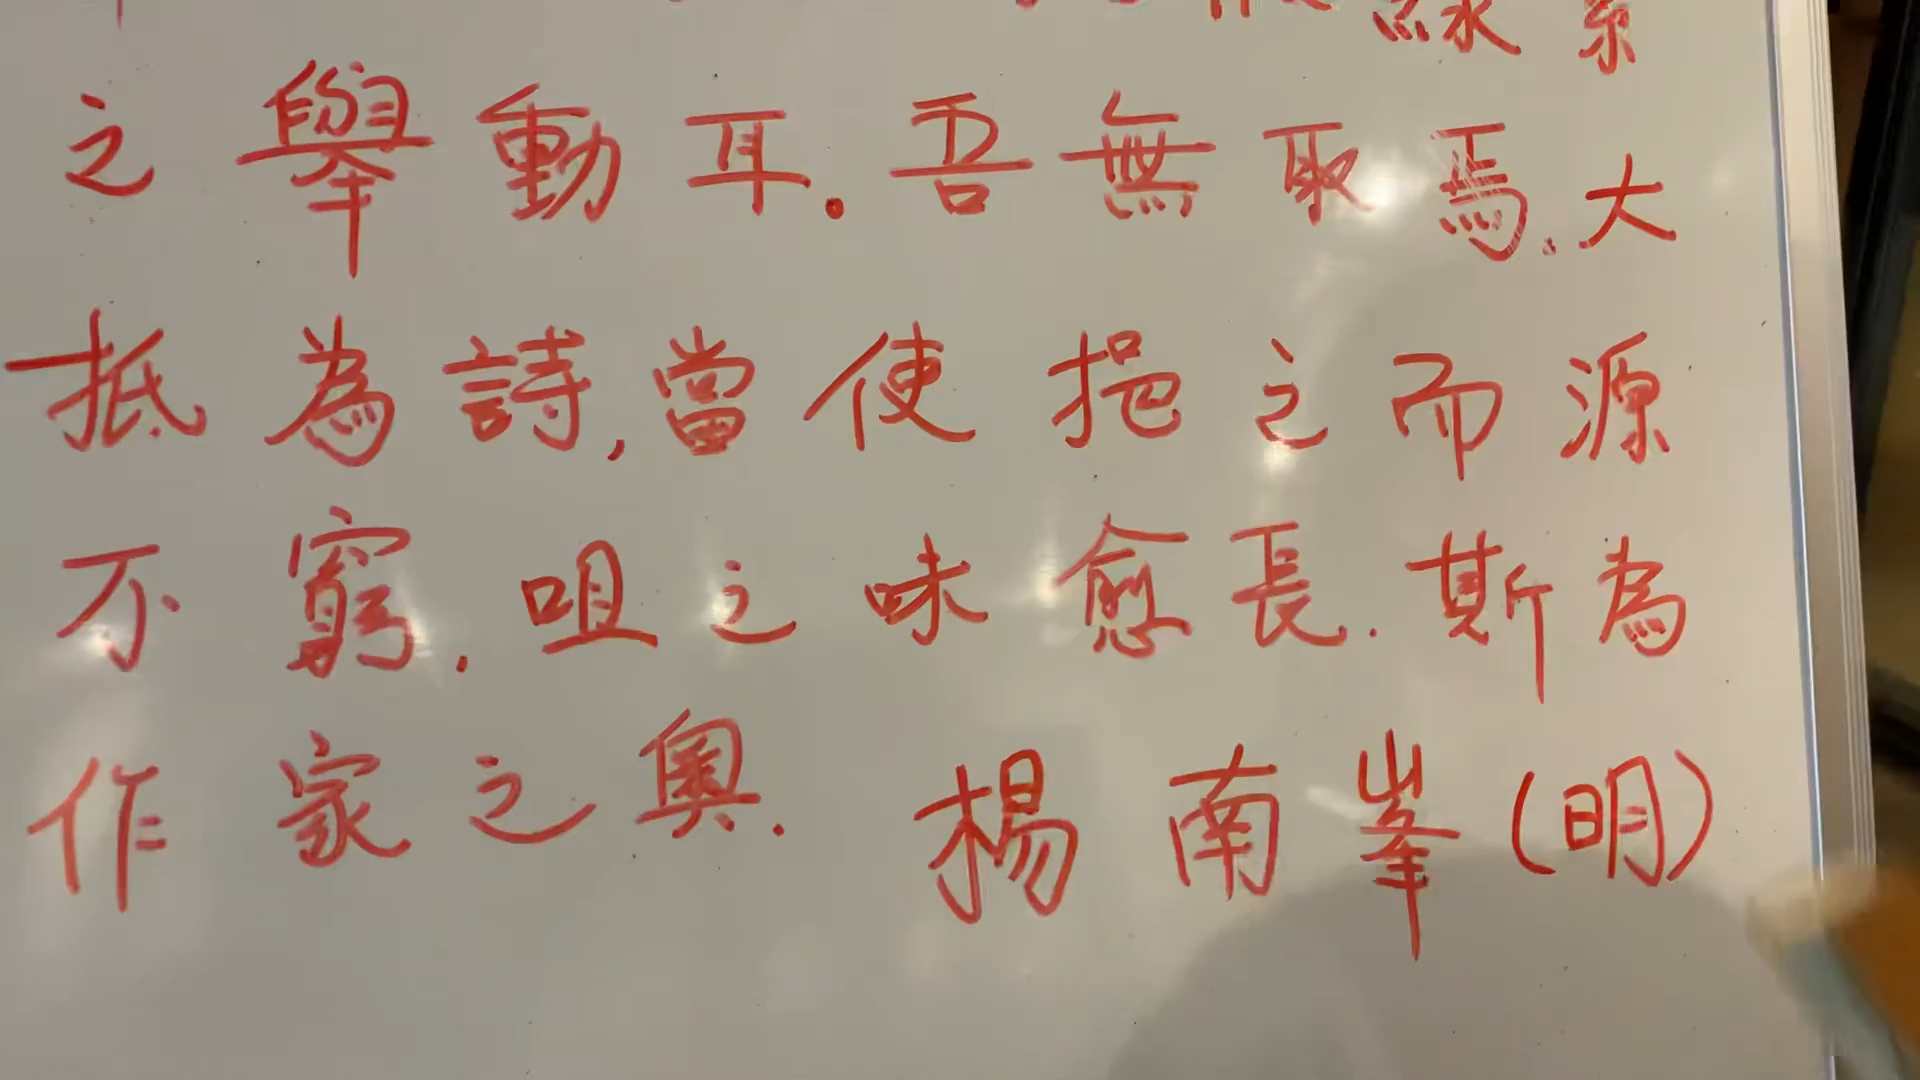 之舉動耳.吾無取焉.大
抵為詩,當使挹之而源
不窮.咀之味愈長.斯為
作家之奧.楊南峯(明)